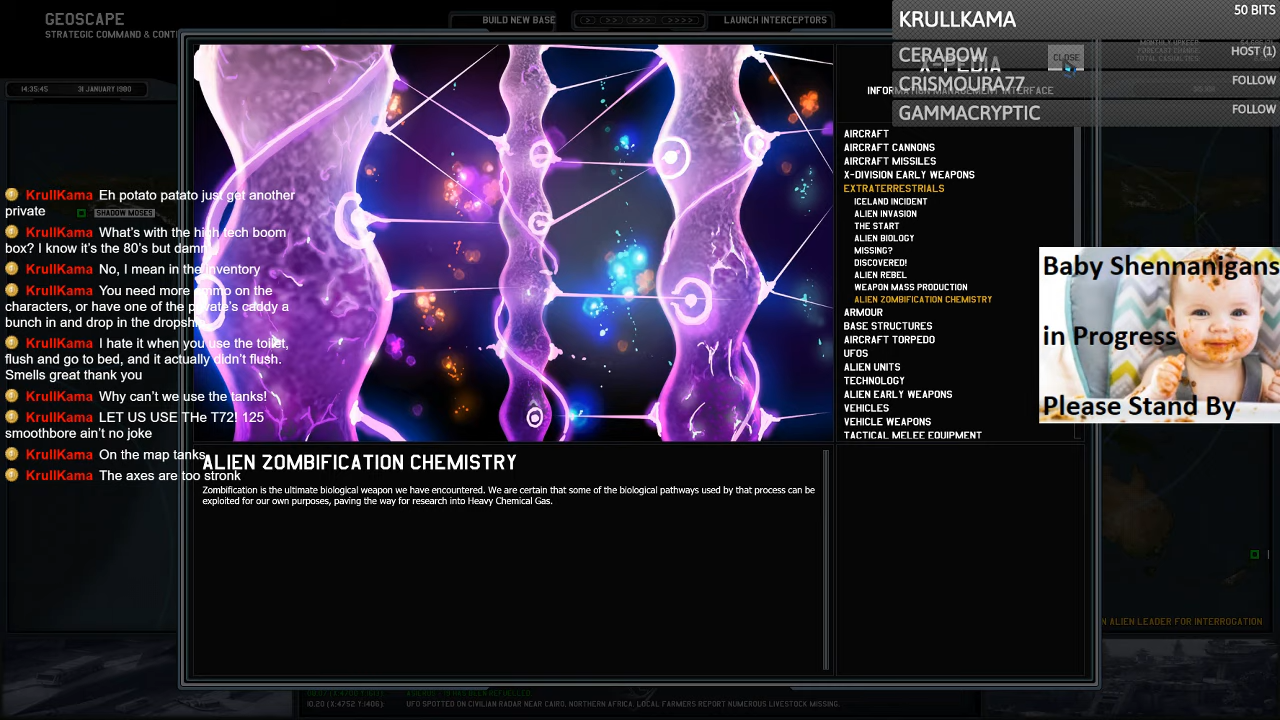 GEOSCAPE
STRATEGIC COMMAND & CONT
BUILD NEW BASE
LAUNCH INTERCEPTORS
KRULLKAMA 50 BITS
CERABOW HOST (1)
CRISMOURA77 FOLLOW
GAMMACRYPTIC FOLLOW
X-PEDIA
CLOSE
INFORMATION MANAGEMENT INTERFACE
14:35:45 31 JANUARY 1980
AIRCRAFT
AIRCRAFT CANNONS
AIRCRAFT MISSILES
X-DIVISION EARLY WEAPONS
EXTRATERRESTRIALS
ICELAND INCIDENT
ALIEN INVASION
THE START
ALIEN BIOLOGY
MISSING?
DISCOVERED!
ALIEN REBEL
WEAPON MASS PRODUCTION
ALIEN ZOMBIFICATION CHEMISTRY
ARMOUR
BASE STRUCTURES
AIRCRAFT TORPEDO
UFOS
ALIEN UNITS
TECHNOLOGY
ALIEN EARLY WEAPONS
VEHICLES
VEHICLE WEAPONS
TACTICAL MELEE EQUIPMENT
KrullKama Eh potato patato just get another
private
SHADOW MOSES
KrullKama What's with the high tech boom
box? I know it's the 80's but damn
KrullKama No, I mean in the inventory
KrullKama You need more ammo on the
characters, or have one of the private's caddy a
bunch in and drop in the dropsh
KrullKama I hate it when you use the toilet,
flush and go to bed, and it actually didn't flush.
Smells great thank you
KrullKama Why can't we use the tanks!
KrullKama LET US USE THe T72! 125
smoothbore ain't no joke
KrullKama On the map tanks
KrullKama The axes are too stronk
Baby Shennanigans
in Progress
Please Stand By
ALIEN ZOMBIFICATION CHEMISTRY
Zombification is the ultimate biological weapon we have encountered. We are certain that some of the biological pathways used by that process can be
exploited for our own purposes, paving the way for research into Heavy Chemical Gas.
N ALIEN LEADER FOR INTERROGATION
UFO SPOTTED ON CIVILIAN RADAR NEAR CAIRO, NORTHERN AFRICA. LOCAL FARMERS REPORT NUMEROUS LIVESTOCK MISSING.